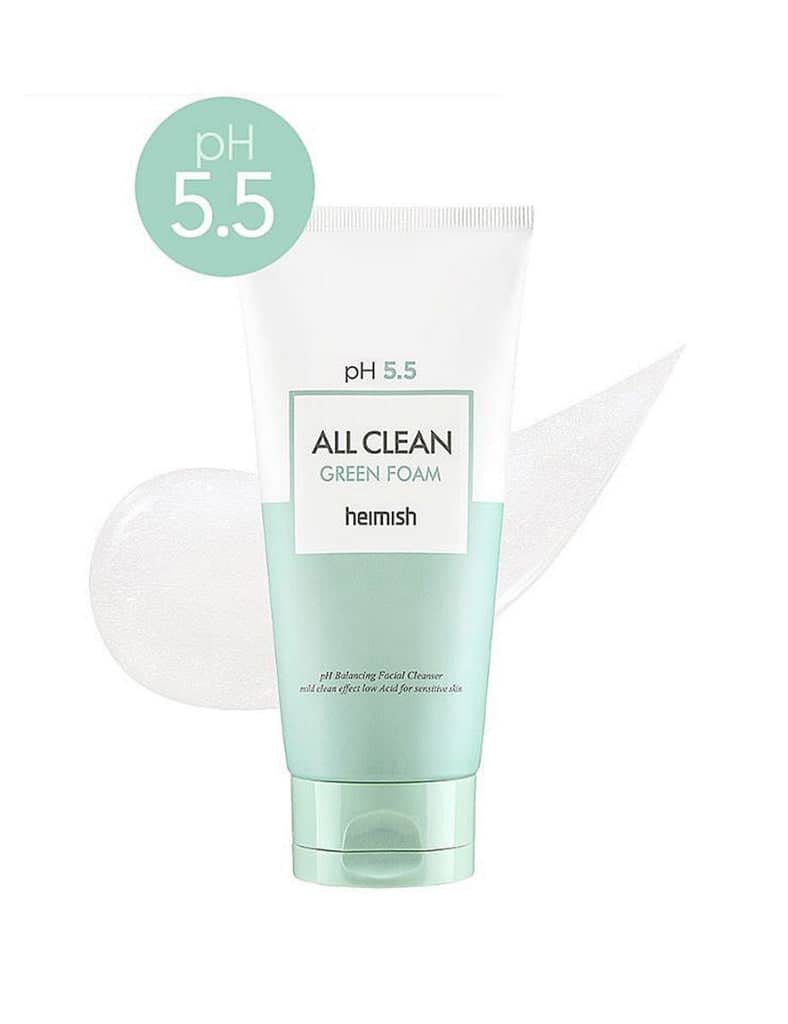 pH
5.5
pH 5.5
ALL CLEAN
GREEN FOAM
heimish
pH Balancing Facial Cleanser
mild clean effect low Acid for sensitive skin